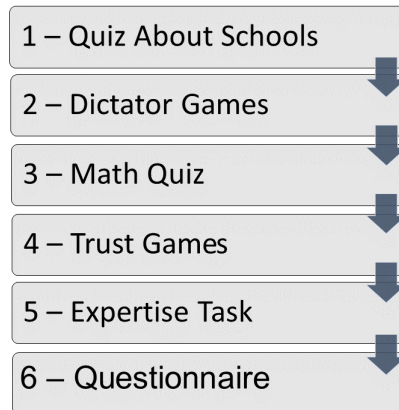 1 – Quiz About Schools
2 – Dictator Games
3 – Math Quiz
4 – Trust Games
5 – Expertise Task
6 – Questionnaire